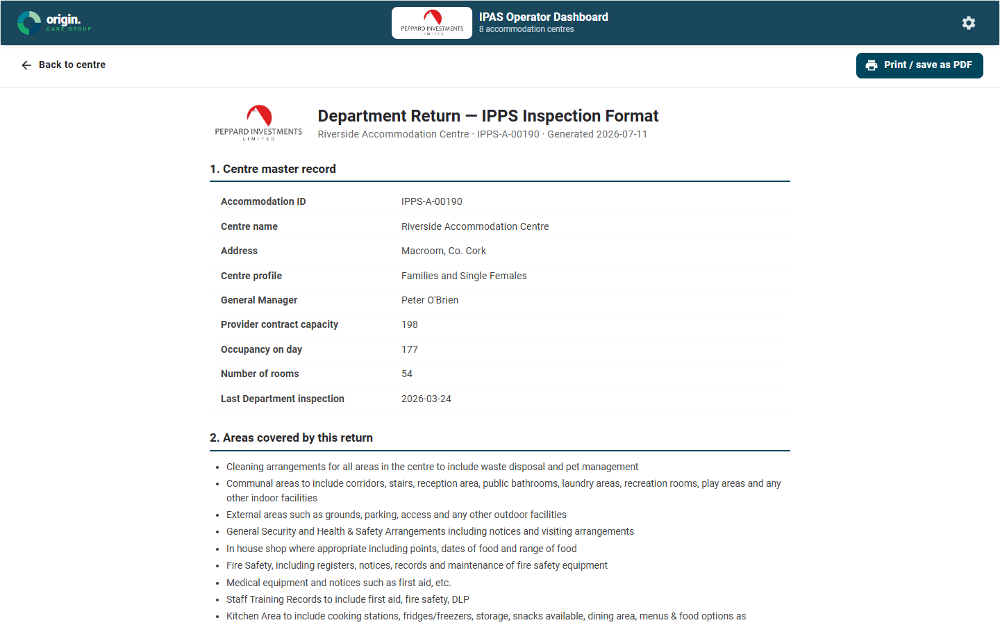 origin.
CARE GROUP
PEPPARD INVESTMENTS
LIMITED
IPAS Operator Dashboard
8 accommodation centres
Back to centre
Print / save as PDF
PEPPARD INVESTMENTS
LIMITED
Department Return — IPPS Inspection Format
Riverside Accommodation Centre · IPPS-A-00190 · Generated 2026-07-11
1. Centre master record
Accommodation ID IPPS-A-00190
Centre name Riverside Accommodation Centre
Address Macroom, Co. Cork
Centre profile Families and Single Females
General Manager Peter O'Brien
Provider contract capacity 198
Occupancy on day 177
Number of rooms 54
Last Department inspection 2026-03-24
2. Areas covered by this return
• Cleaning arrangements for all areas in the centre to include waste disposal and pet management
• Communal areas to include corridors, stairs, reception area, public bathrooms, laundry areas, recreation rooms, play areas and any
other indoor facilities
• External areas such as grounds, parking, access and any other outdoor facilities
• General Security and Health & Safety Arrangements including notices and visiting arrangements
• In house shop where appropriate including points, dates of food and range of food
• Fire Safety, including registers, notices, records and maintenance of fire safety equipment
• Medical equipment and notices such as first aid, etc.
• Staff Training Records to include first aid, fire safety, DLP
• Kitchen Area to include cooking stations, fridges/freezers, storage, snacks available, dining area, menus & food options as